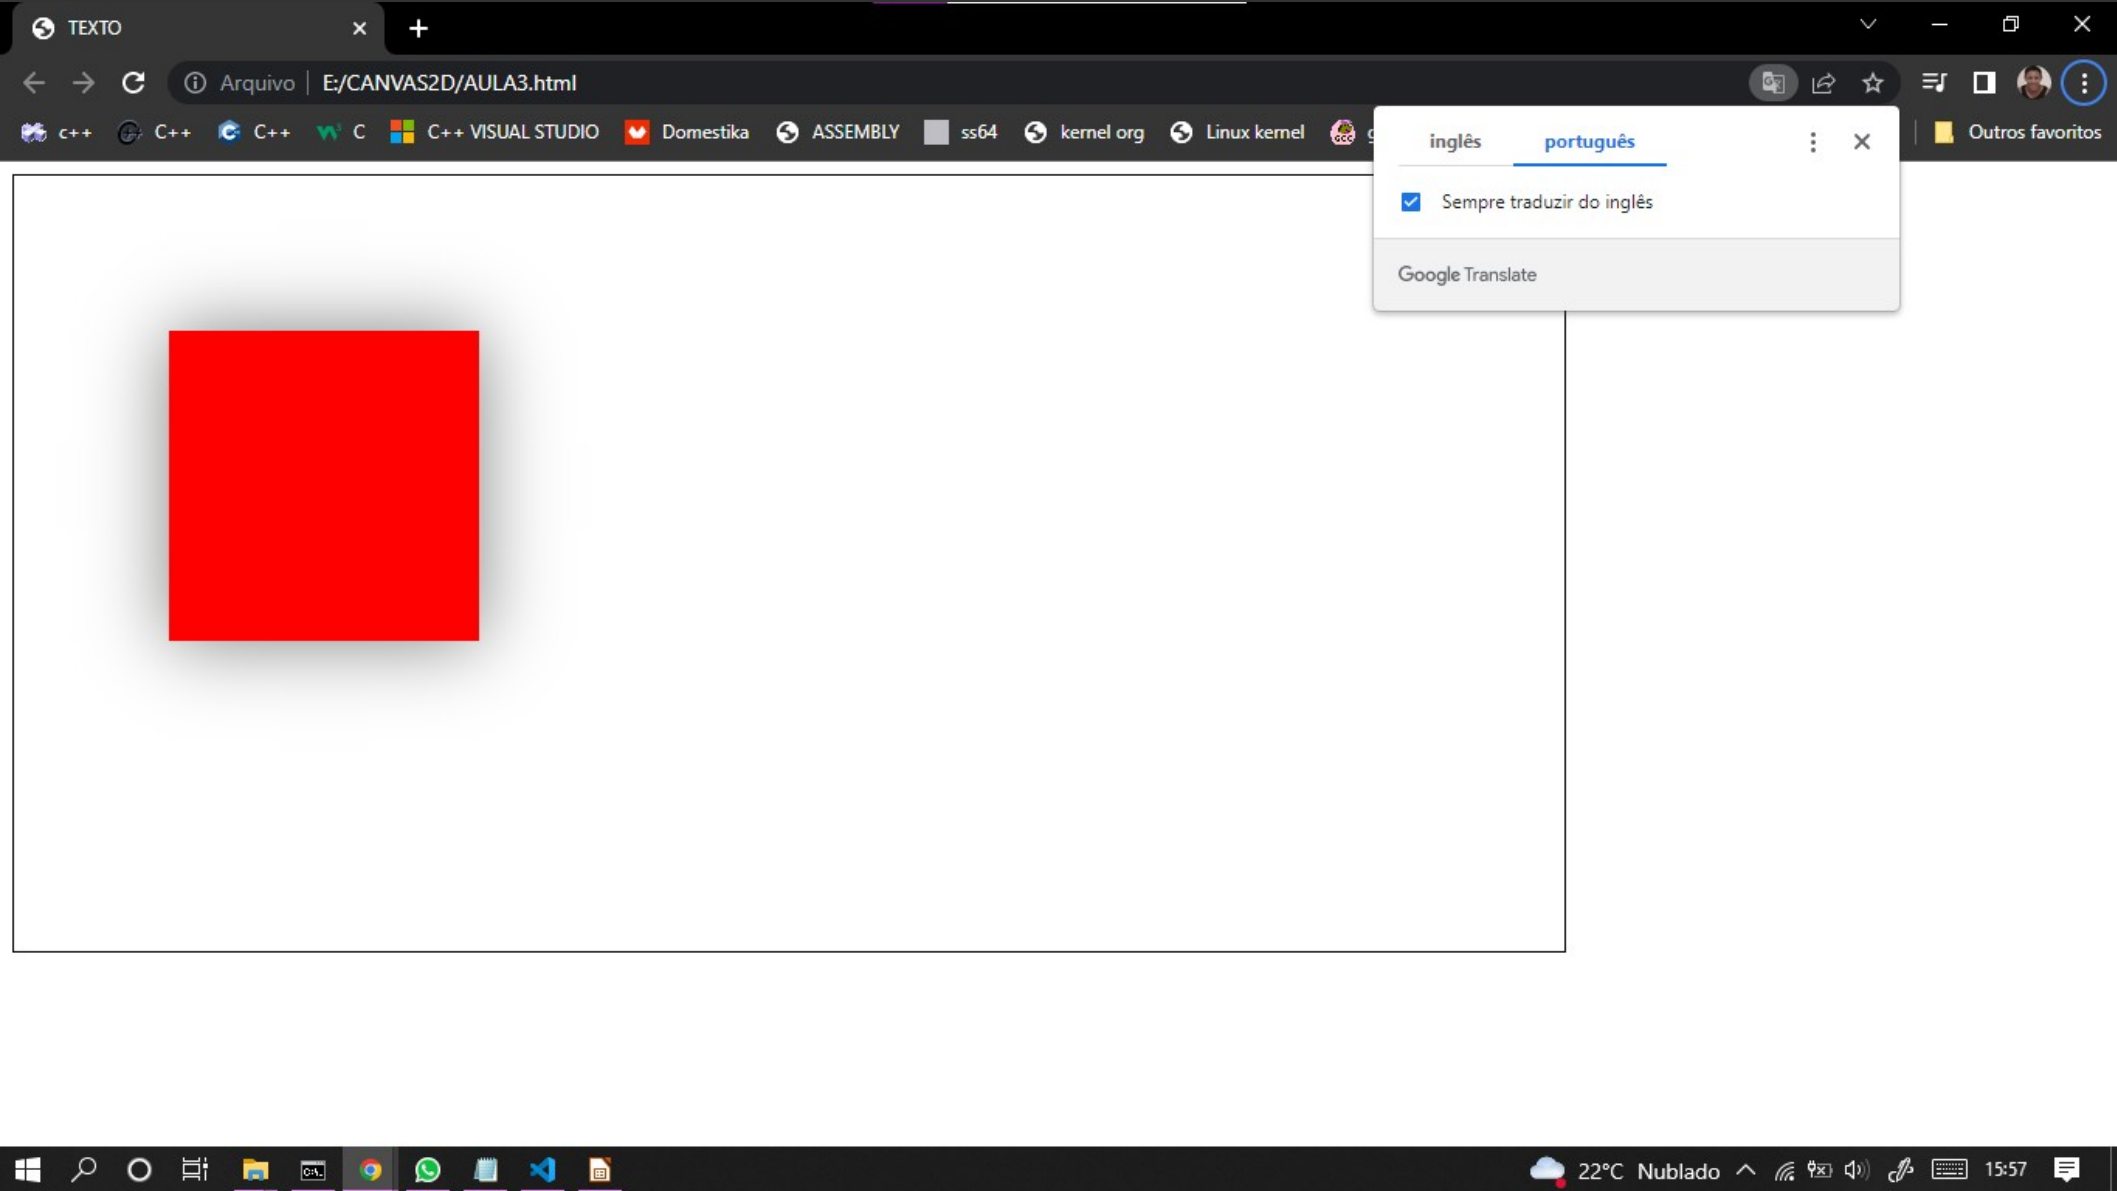 TEXTO
Arquivo | E:/CANVAS2D/AULA3.html
c++ C++ C++ C C++ VISUAL STUDIO Domestika ASSEMBLY ss64 kernel org Linux kernel g Outros favoritos
inglês português
Sempre traduzir do inglês
Google Translate
22°C Nublado 15:57